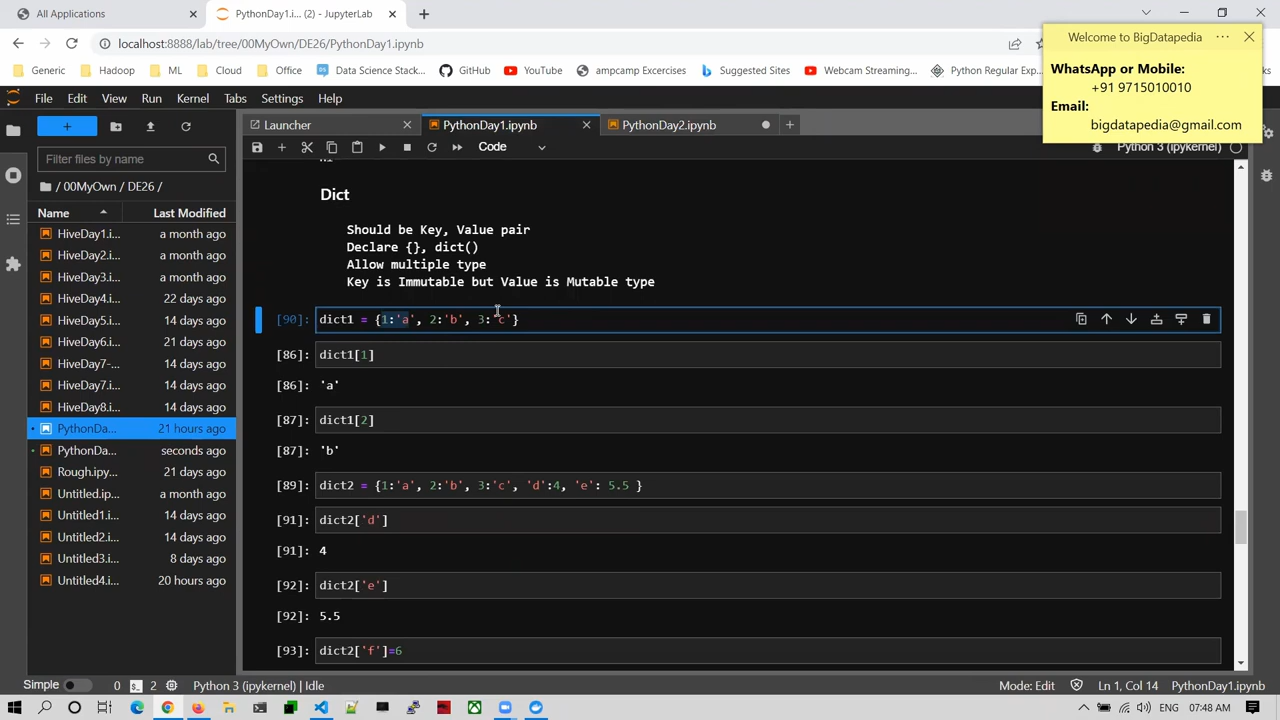 All Applications
PythonDay1.i... (2) - JupyterLab
localhost:8888/lab/tree/00MyOwn/DE26/PythonDay1.ipynb
Generic
Hadoop
ML
Cloud
Office
Data Science Stack...
GitHub
YouTube
ampcamp Excercises
Suggested Sites
Webcam Streaming...
Python Regular Exp...
Welcome to BigDatapedia
WhatsApp or Mobile:
+91 9715010010
Email:
bigdatapedia@gmail.com
File Edit View Run Kernel Tabs Settings Help
Launcher
PythonDay1.ipynb
PythonDay2.ipynb
Code
Python 3 (ipykernel)
Filter files by name
/ 00MyOwn / DE26 /
Name Last Modified
HiveDay1.i... a month ago
HiveDay2.i... a month ago
HiveDay3.i... a month ago
HiveDay4.i... 22 days ago
HiveDay5.i... 14 days ago
HiveDay6.i... 21 days ago
HiveDay7-... 14 days ago
HiveDay7.i... 14 days ago
HiveDay8.i... 14 days ago
PythonDa... 21 hours ago
PythonDa... seconds ago
Rough.ipy... 21 days ago
Untitled.ip... a month ago
Untitled1.i... 14 days ago
Untitled2.i... 14 days ago
Untitled3.i... 8 days ago
Untitled4.i... 20 hours ago
Dict
Should be Key, Value pair
Declare {}, dict()
Allow multiple type
Key is Immutable but Value is Mutable type
[90]: dict1 = {1:'a', 2:'b', 3:'c'}
[86]: dict1[1]
[86]: 'a'
[87]: dict1[2]
[87]: 'b'
[89]: dict2 = {1:'a', 2:'b', 3:'c', 'd':4, 'e': 5.5 }
[91]: dict2['d']
[91]: 4
[92]: dict2['e']
[92]: 5.5
[93]: dict2['f']=6
Simple 0 2 Python 3 (ipykernel) | Idle
Mode: Edit Ln 1, Col 14 PythonDay1.ipynb
07:48 AM